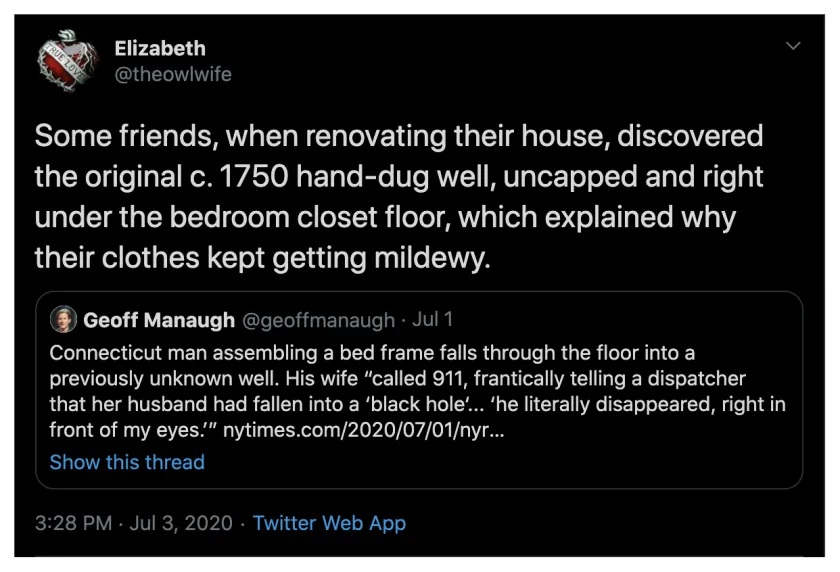 TRUE LOVE
Elizabeth
@theowlwife
Some friends, when renovating their house, discovered
the original c. 1750 hand-dug well, uncapped and right
under the bedroom closet floor, which explained why
their clothes kept getting mildewy.
Geoff Manaugh @geoffmanaugh · Jul 1
Connecticut man assembling a bed frame falls through the floor into a
previously unknown well. His wife “called 911, frantically telling a dispatcher
that her husband had fallen into a ‘black hole‘... ‘he literally disappeared, right in
front of my eyes.’” nytimes.com/2020/07/01/nyr...
Show this thread
3:28 PM · Jul 3, 2020 · Twitter Web App